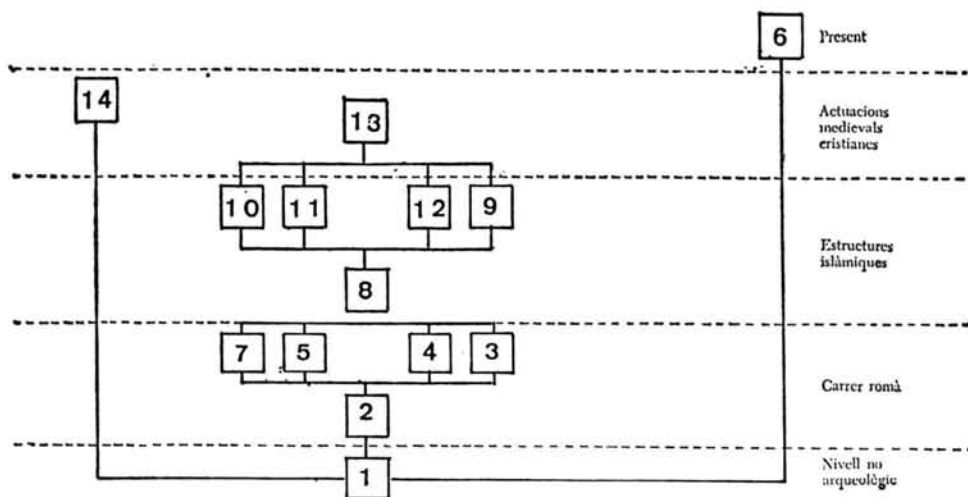 6
Present
14
13
Actuacions
medievals
cristianes
10 11 12 9
Estructures
islàmiques
8
7 5 4 3
Carrer romà
2
1
Nivell no
arqueològic